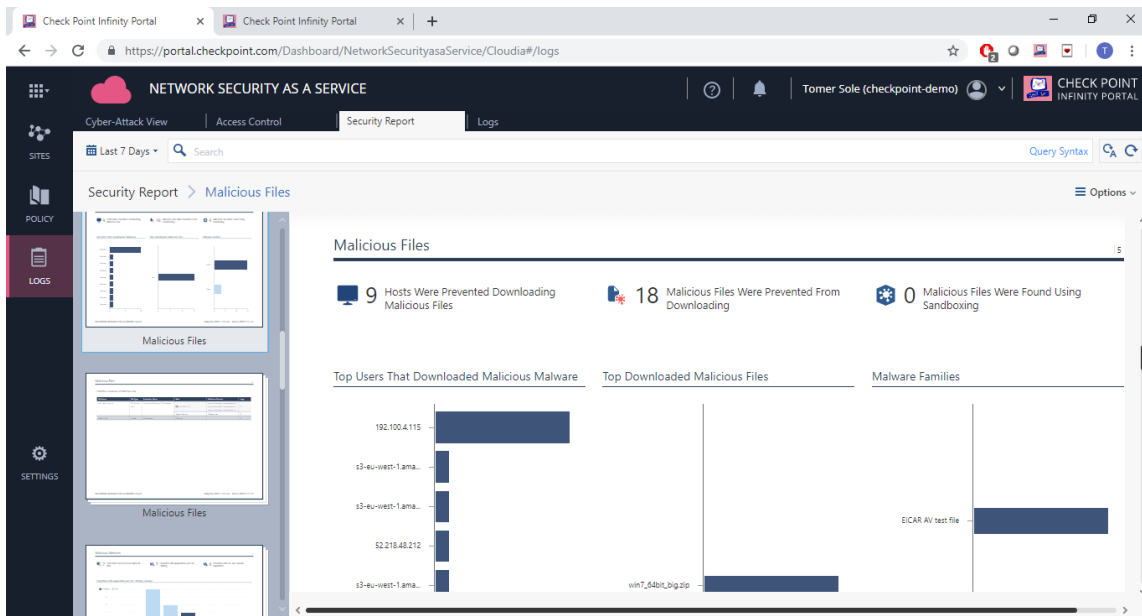 Check Point Infinity Portal
Check Point Infinity Portal
https://portal.checkpoint.com/Dashboard/NetworkSecurityasaService/Cloudia#/logs
2
T
NETWORK SECURITY AS A SERVICE
Tomer Sole (checkpoint-demo)
CHECK POINT
INFINITY PORTAL
Cyber-Attack View
Access Control
Security Report
Logs
SITES
Last 7 Days
Search
Query Syntax
POLICY
Security Report > Malicious Files
Options
LOGS
Malicious Files
5
9 Hosts Were Prevented Downloading
Malicious Files
18 Malicious Files Were Prevented From
Downloading
0 Malicious Files Were Found Using
Sandboxing
Malicious Files
Top Users That Downloaded Malicious Malware
Top Downloaded Malicious Files
Malware Families
192.100.4.115
s3-eu-west-1.ama...
s3-eu-west-1.ama...
52.218.48.212
s3-eu-west-1.ama...
win7_64bit_big.zip
EICAR AV test file
SETTINGS
Malicious Files